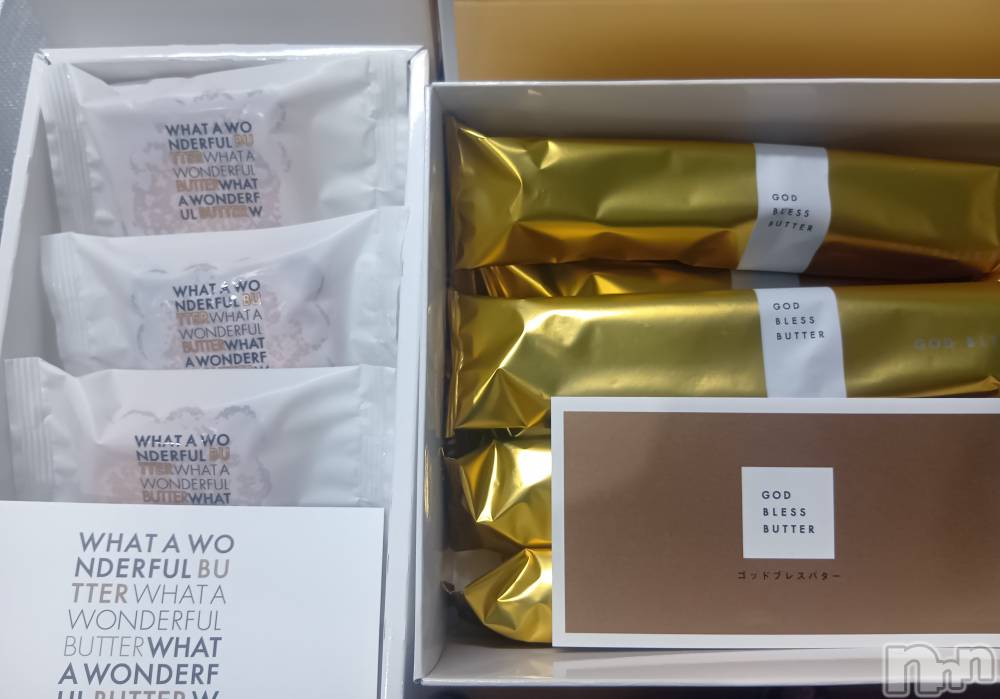 WHAT A WO
NDERFUL BU
TTER WHAT A
WONDERFUL
BUTTER WHAT
A WONDERF
UL BUTTER W
WHAT A WO
NDERFUL BU
TTER WHAT A
WONDERFUL
BUTTER WHAT
A WONDERF
WHAT A WO
NDERFUL BU
TTER WHAT A
WONDERFUL
BUTTER WHAT
WHAT A WO
NDERFUL BU
TTER WHAT A
WONDERFUL
BUTTER WHAT
A WONDERF
UL BUTTER W
GOD
BLESS
BUTTER
GOD
BLESS
BUTTER
GOD
GOD
BLESS
BUTTER
ゴッドブレスバター